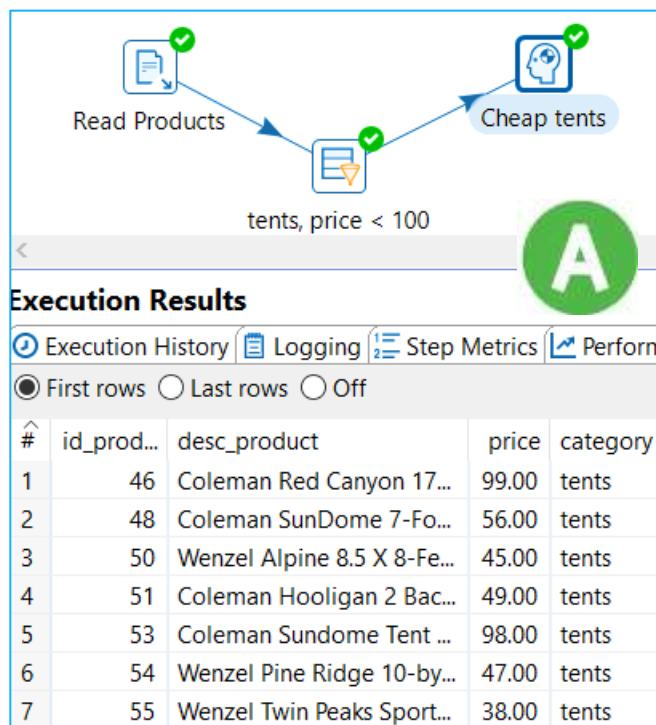 Read Products
Cheap tents
tents, price < 100
A
Execution Results
Execution History Logging Step Metrics Perform
First rows Last rows Off
# id_prod... desc_product price category
1 46 Coleman Red Canyon 17... 99.00 tents
2 48 Coleman SunDome 7-Fo... 56.00 tents
3 50 Wenzel Alpine 8.5 X 8-Fe... 45.00 tents
4 51 Coleman Hooligan 2 Bac... 49.00 tents
5 53 Coleman Sundome Tent ... 98.00 tents
6 54 Wenzel Pine Ridge 10-by... 47.00 tents
7 55 Wenzel Twin Peaks Sport... 38.00 tents